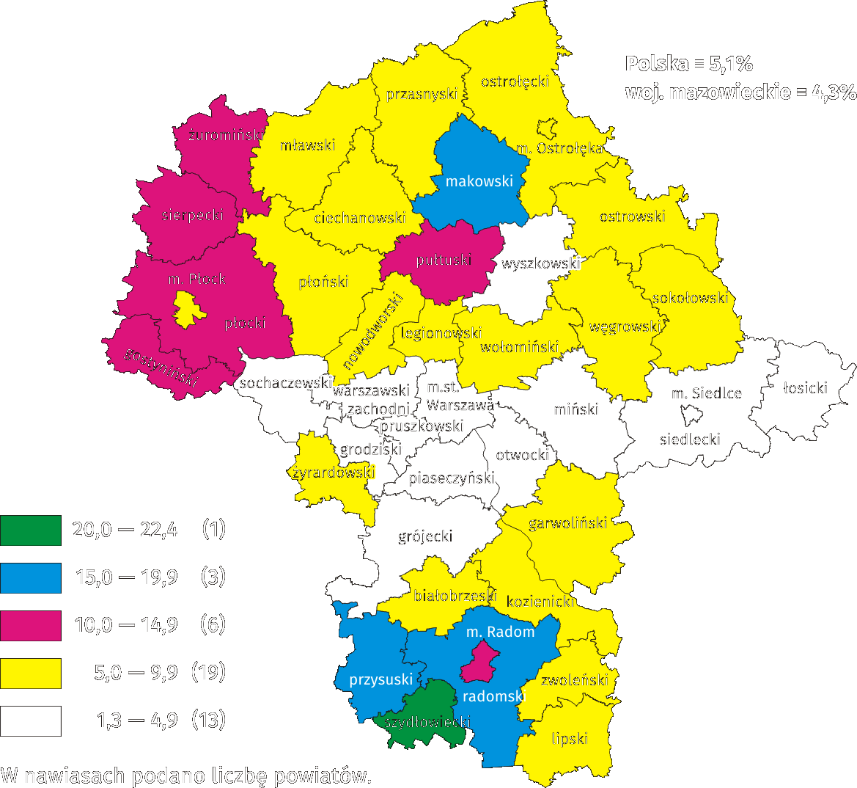 Polska = 5,1%
woj. mazowieckie = 4,3%
ostrołęcki
przasnyski
żuromiński
mławski
m. Ostrołęka
makowski
sierpecki
ciechanowski
ostrowski
pułtuski
wyszkowski
m. Płock
płoński
sokołowski
płocki
nowodworski
legionowski
węgrowski
wołomiński
gostyniński
sochaczewski
warszawski
zachodni
m.st.
Warszawa
miński
m. Siedlce
łosicki
pruszkowski
siedlecki
grodziski
otwocki
żyrardowski
piaseczyński
garwoliński
grójecki
białobrzeski
kozienicki
m. Radom
przysuski
zwoleński
radomski
szydłowiecki
lipski
20,0 — 22,4 (1)
15,0 — 19,9 (3)
10,0 — 14,9 (6)
5,0 — 9,9 (19)
1,3 — 4,9 (13)
W nawiasach podano liczbę powiatów.